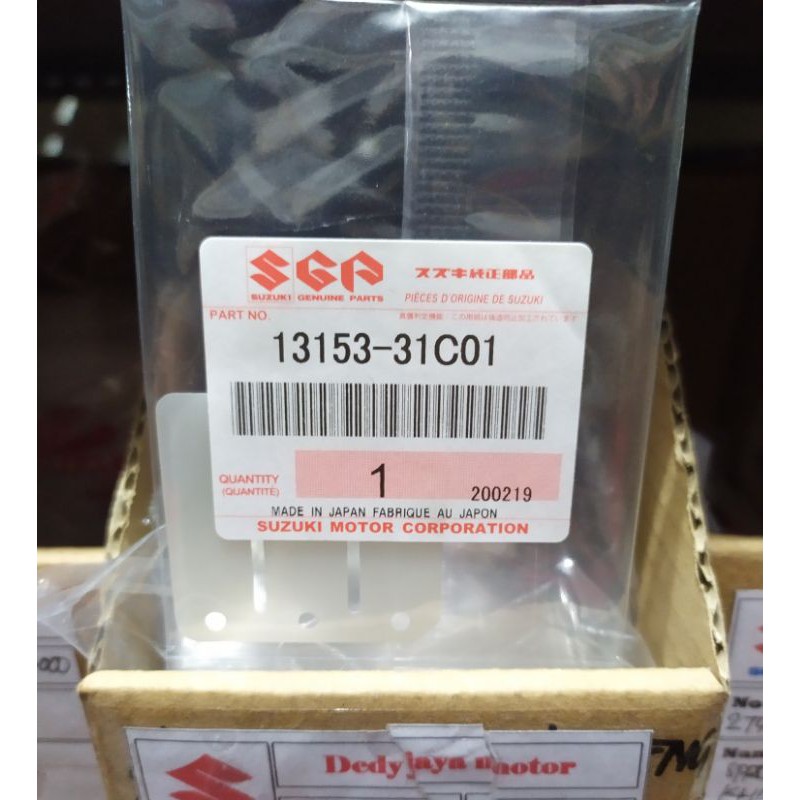 SGP
スズキ純正部品
SUZUKI GENUINE PARTS
PIÈCES D'ORIGINE DE SUZUKI
PART NO.
13153-31C01
QUANTITY
(QUANTITÉ)
1
200219
MADE IN JAPAN FABRIQUE AU JAPON
SUZUKI MOTOR CORPORATION
Dedy jaya motor